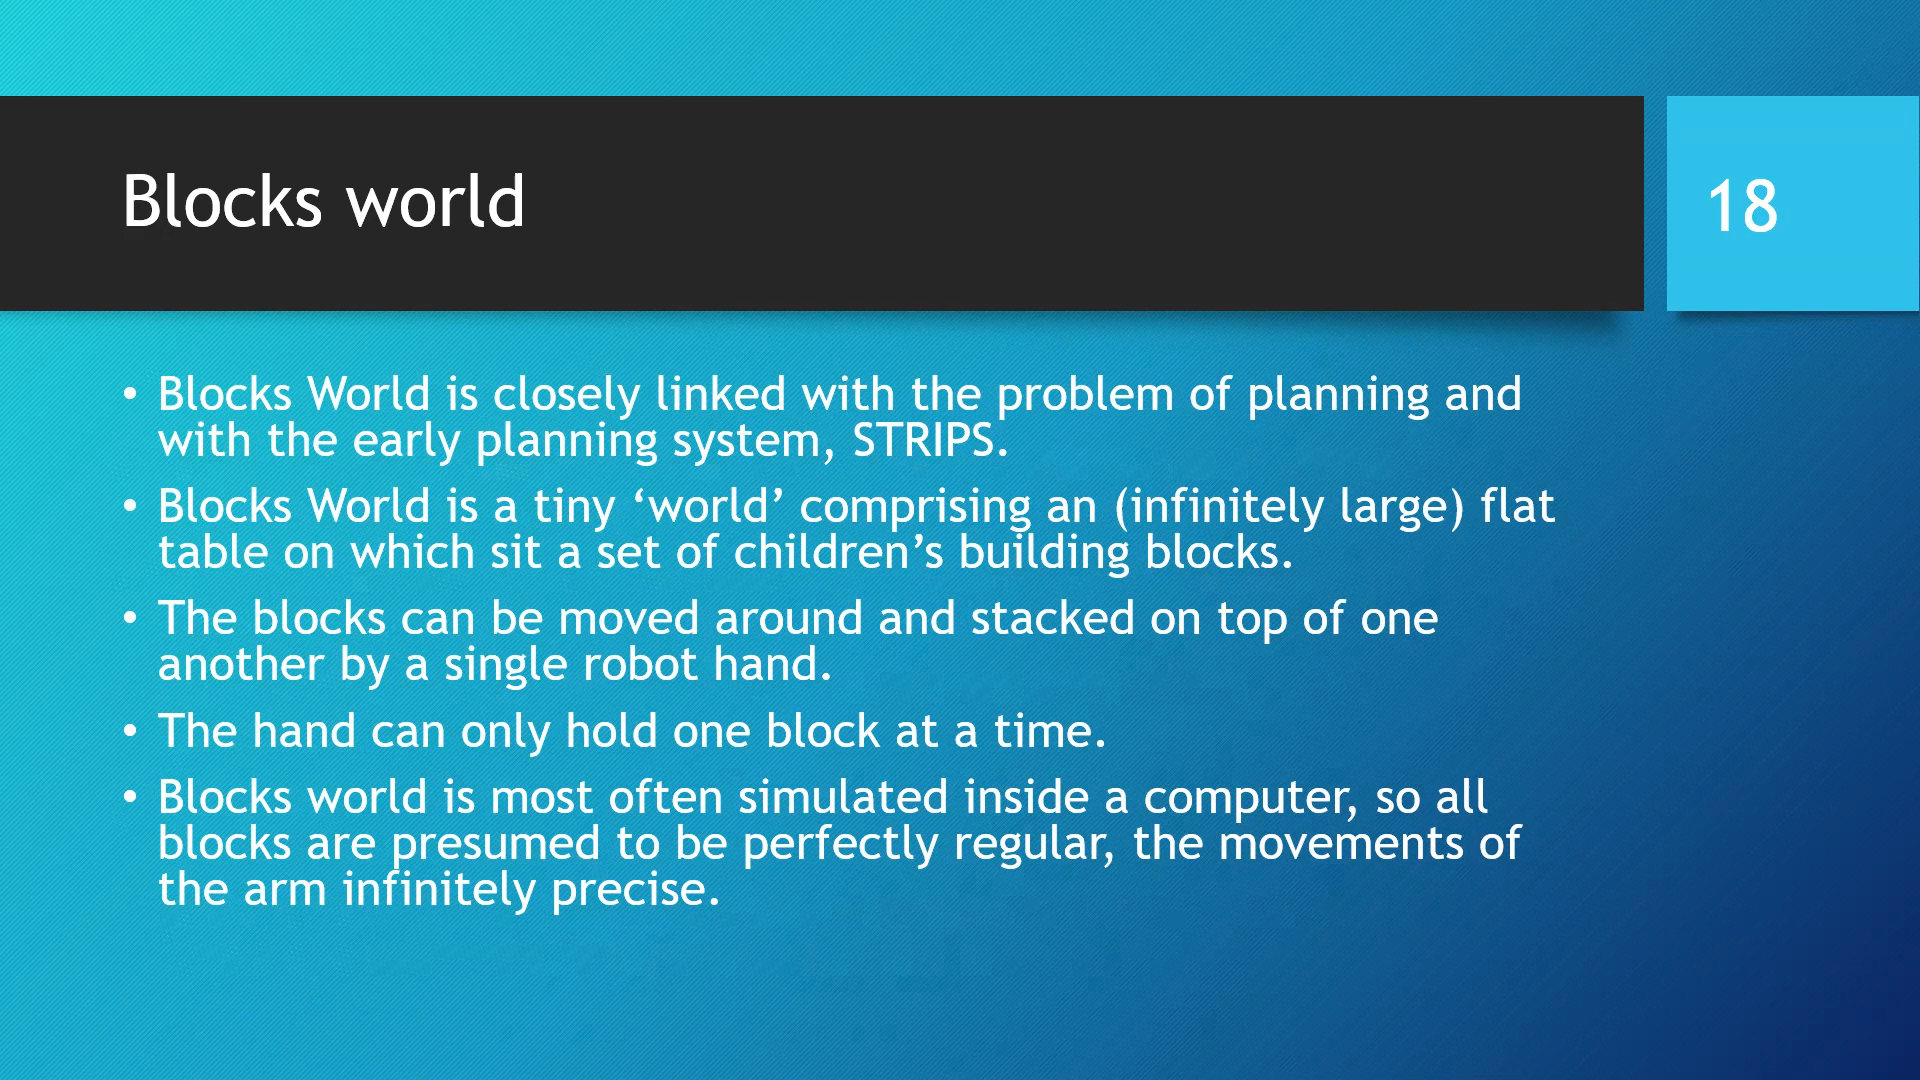 Blocks world
18
• Blocks World is closely linked with the problem of planning and
with the early planning system, STRIPS.
• Blocks World is a tiny ‘world’ comprising an (infinitely large) flat
table on which sit a set of children’s building blocks.
• The blocks can be moved around and stacked on top of one
another by a single robot hand.
• The hand can only hold one block at a time.
• Blocks world is most often simulated inside a computer, so all
blocks are presumed to be perfectly regular, the movements of
the arm infinitely precise.